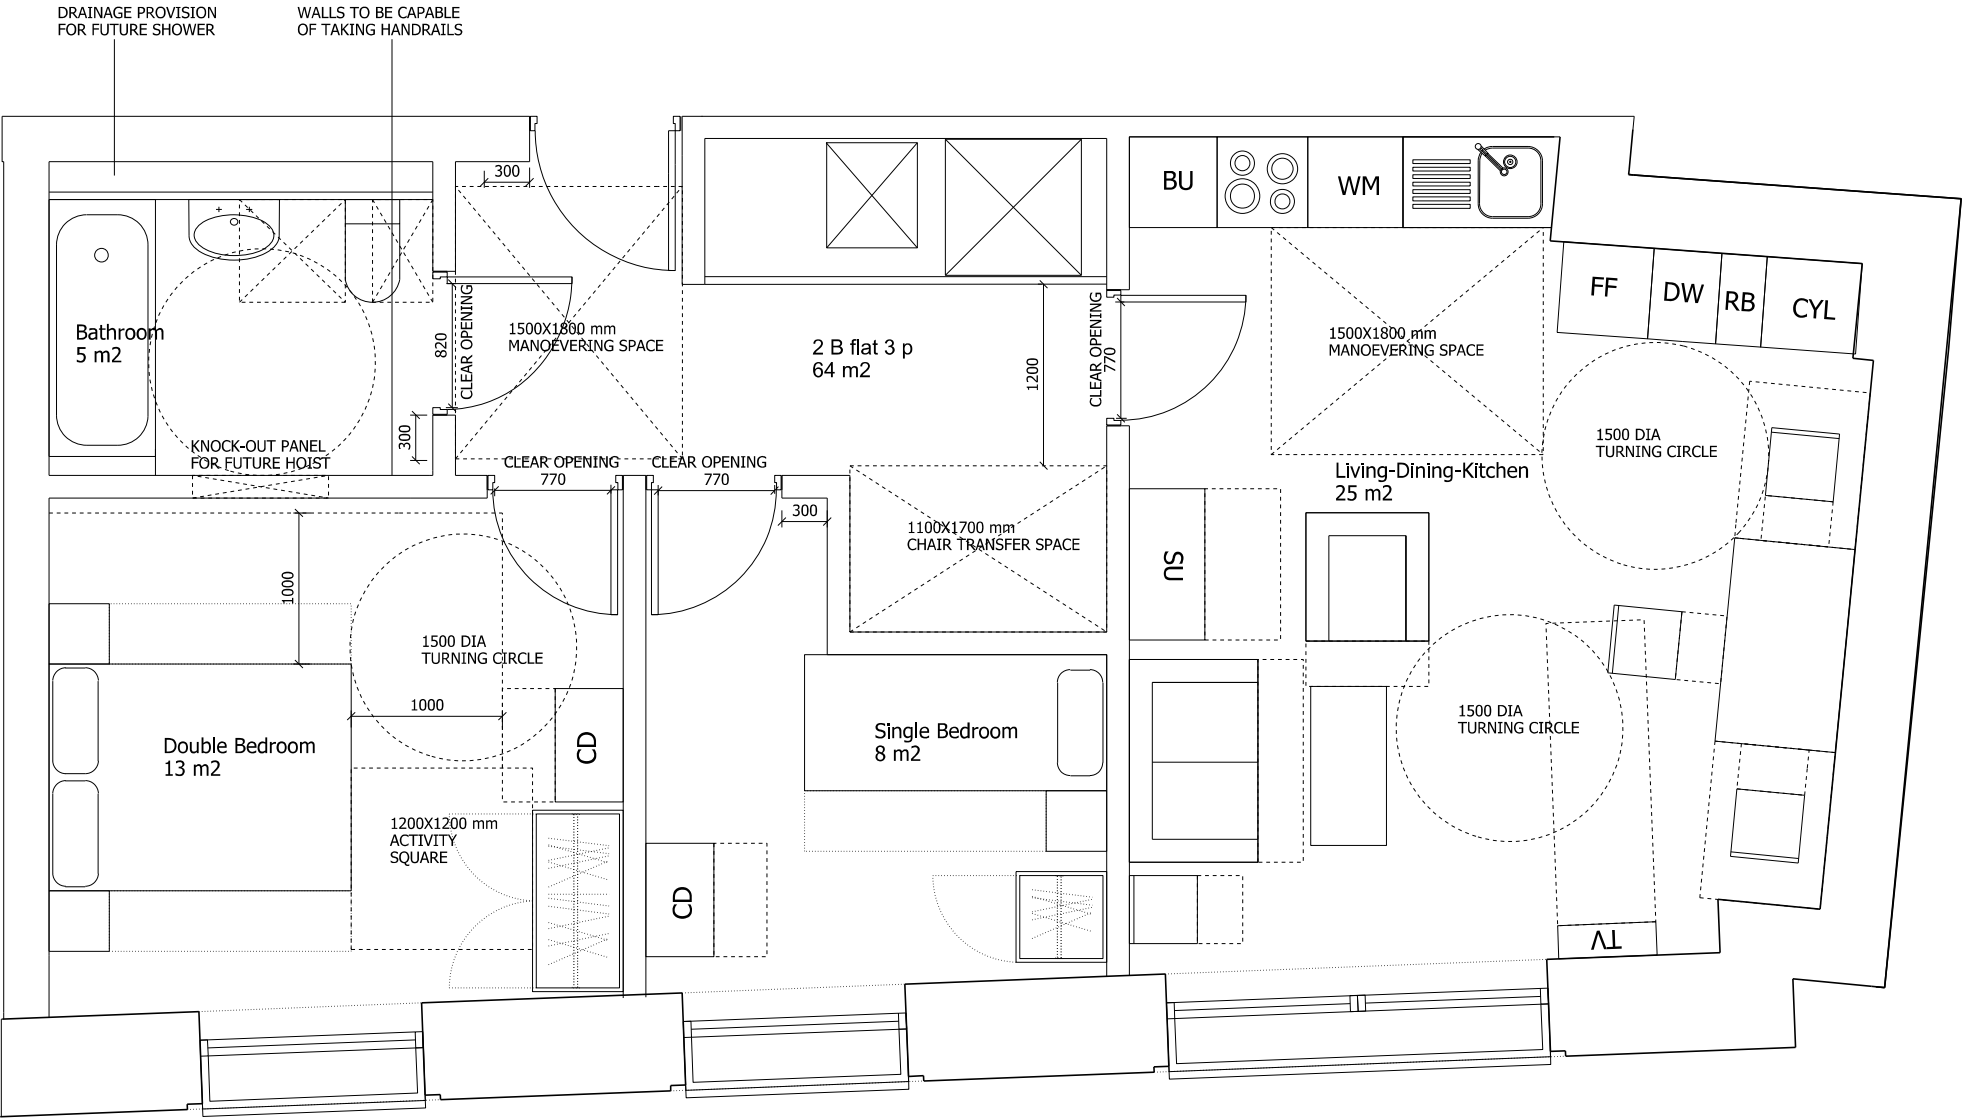 DRAINAGE PROVISION
FOR FUTURE SHOWER
WALLS TO BE CAPABLE
OF TAKING HANDRAILS
300
BU
WM
FF
DW
RB
CYL
Bathroom
5 m2
820
CLEAR OPENING
1500X1800 mm
MANOEVERING SPACE
2 B flat 3 p
64 m2
1200
CLEAR OPENING
770
1500X1800 mm
MANOEVERING SPACE
1500 DIA
TURNING CIRCLE
300
KNOCK-OUT PANEL
FOR FUTURE HOIST
CLEAR OPENING
770
CLEAR OPENING
770
Living-Dining-Kitchen
25 m2
300
1100X1700 mm
CHAIR TRANSFER SPACE
SU
1000
1500 DIA
TURNING CIRCLE
1000
CD
Double Bedroom
13 m2
Single Bedroom
8 m2
1500 DIA
TURNING CIRCLE
1200X1200 mm
ACTIVITY
SQUARE
CD
TV